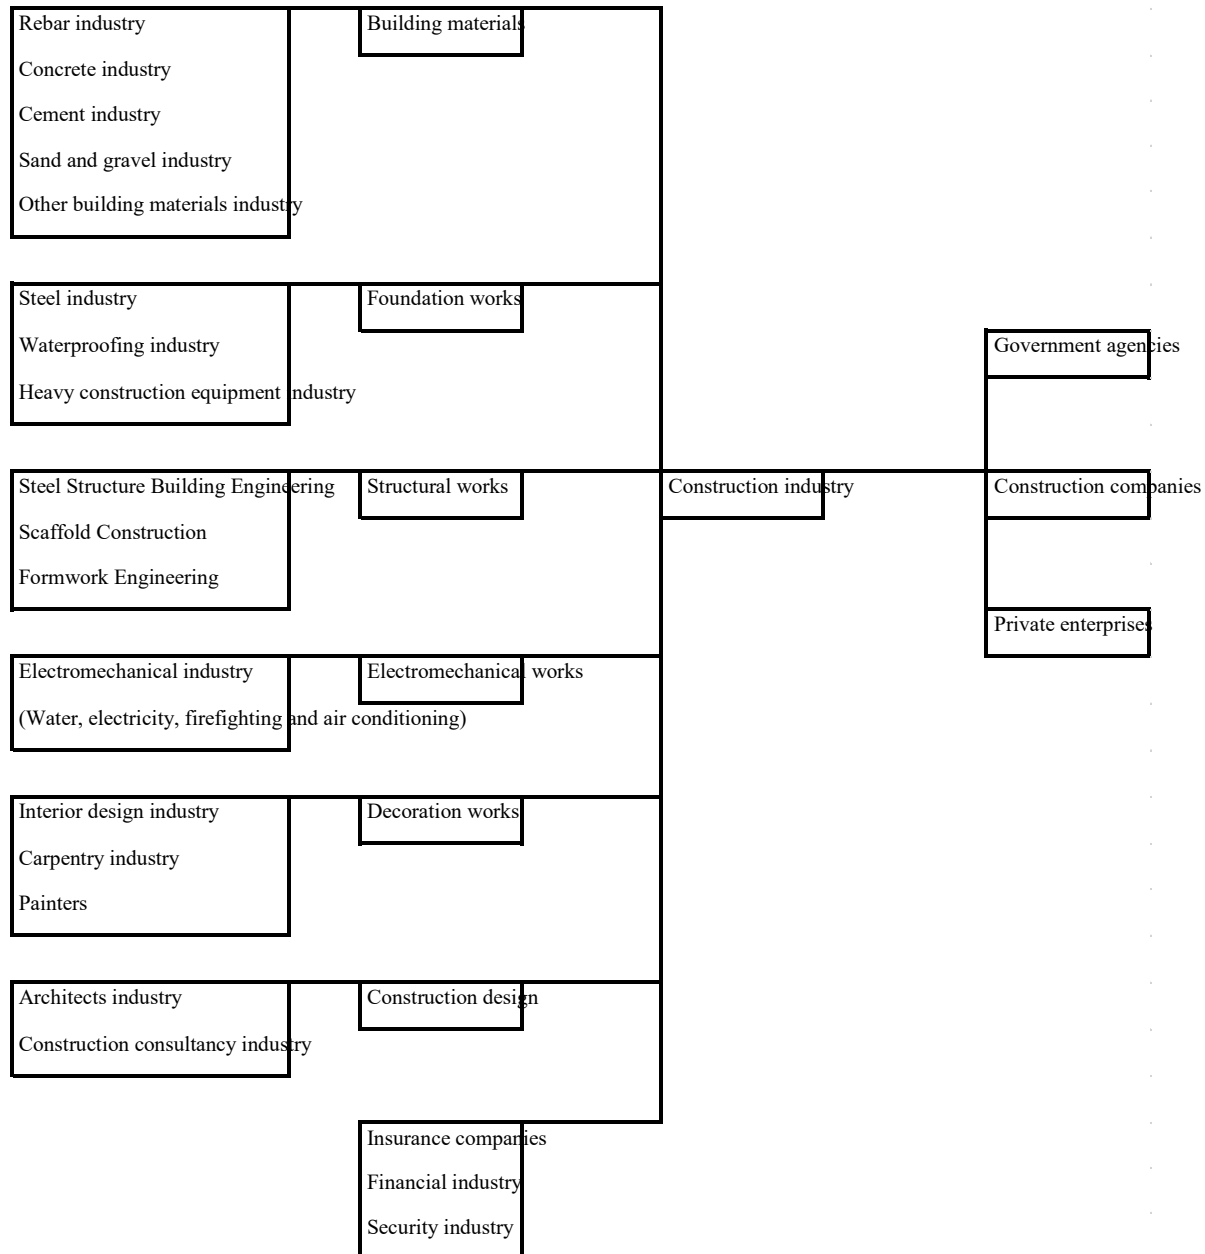 Rebar industry
Concrete industry
Cement industry
Sand and gravel industry
Other building materials industry
Building materials
Steel industry
Waterproofing industry
Heavy construction equipment industry
Foundation works
Steel Structure Building Engineering
Scaffold Construction
Formwork Engineering
Structural works
Electromechanical industry
(Water, electricity, firefighting and air conditioning)
Electromechanical works
Interior design industry
Carpentry industry
Painters
Decoration works
Architects industry
Construction consultancy industry
Construction design
Insurance companies
Financial industry
Security industry
Construction industry
Government agencies
Construction companies
Private enterprises